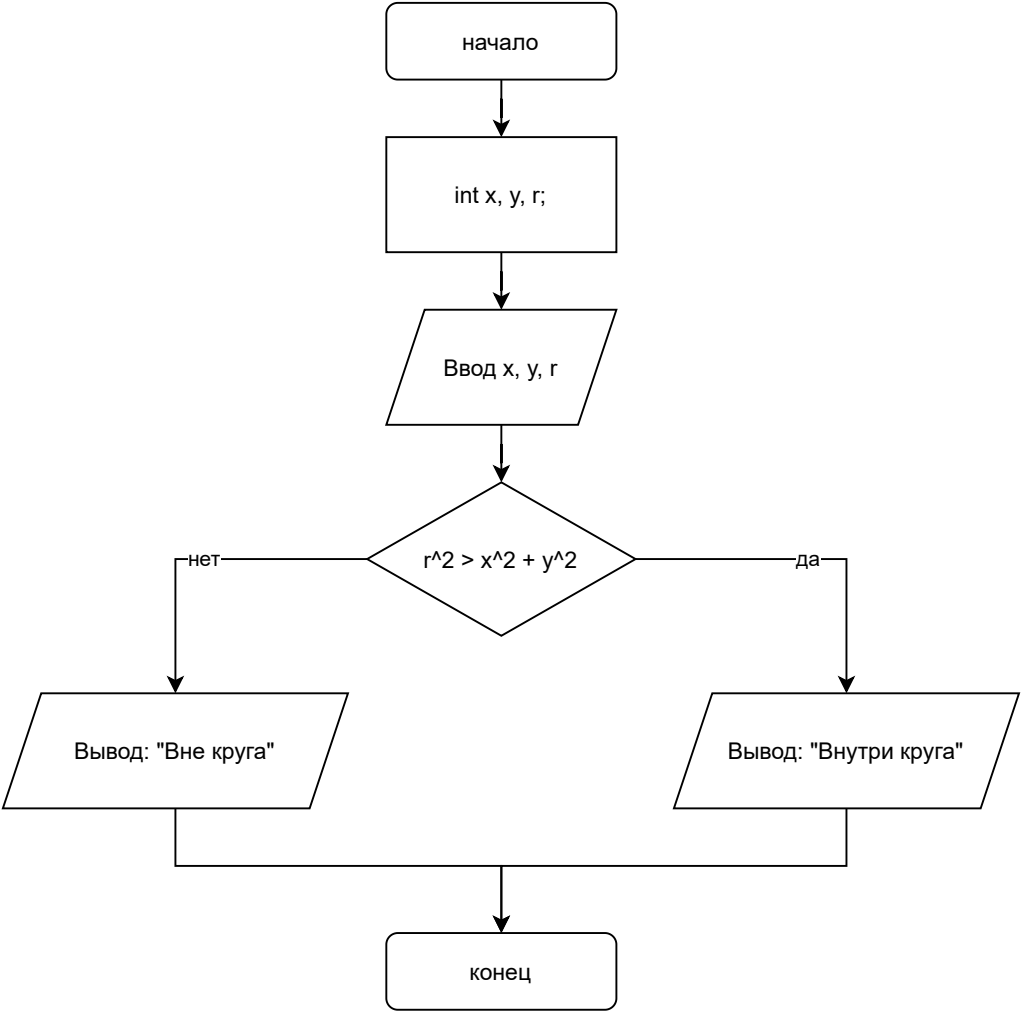 начало
int x, y, r;
Ввод x, y, r
r^2 > x^2 + y^2
нет
да
Вывод: "Вне круга"
Вывод: "Внутри круга"
конец